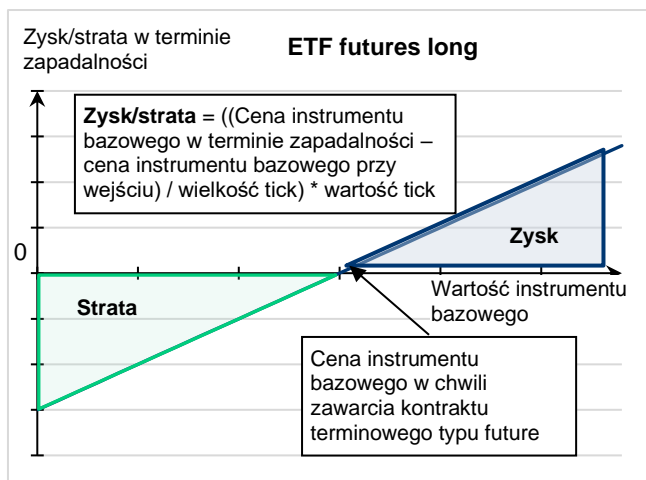 Zysk/strata w terminie
zapadalności
ETF futures long
Zysk/strata = ((Cena instrumentu
bazowego w terminie zapadalności –
cena instrumentu bazowego przy
wejściu) / wielkość tick) * wartość tick
0
Zysk
Strata
Wartość instrumentu
bazowego
Cena instrumentu
bazowego w chwili
zawarcia kontraktu
terminowego typu future